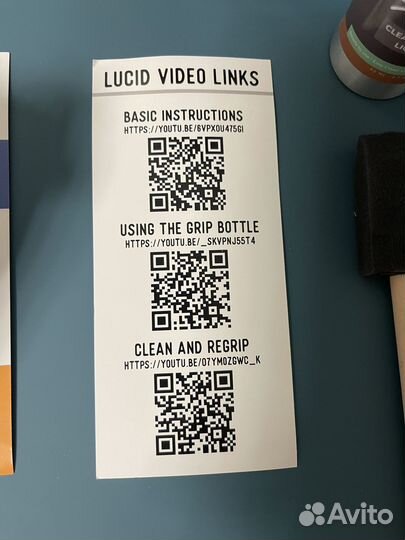 LUCID VIDEO LINKS
BASIC INSTRUCTIONS
HTTPS://YOUTU.BE/6VPX0U475GI
USING THE GRIP BOTTLE
HTTPS://YOUTU.BE/_SKVPNJ55T4
CLEAN AND REGRIP
HTTPS://YOUTU.BE/07YM0ZGWC_K
Avito